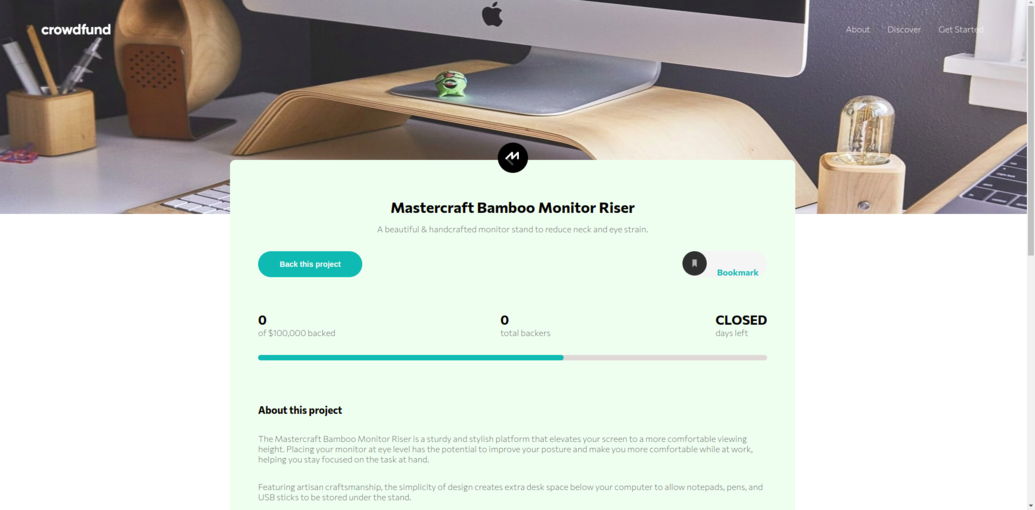 crowdfund
About Discover Get Started
Mastercraft Bamboo Monitor Riser
A beautiful & handcrafted monitor stand to reduce neck and eye strain.
Back this project
Bookmark
0 0 CLOSED
of $100,000 backed total backers days left
About this project
The Mastercraft Bamboo Monitor Riser is a sturdy and stylish platform that elevates your screen to a more comfortable viewing
height. Placing your monitor at eye level has the potential to improve your posture and make you more comfortable while at work,
helping you stay focused on the task at hand.
Featuring artisan craftsmanship, the simplicity of design creates extra desk space below your computer to allow notepads, pens, and
USB sticks to be stored under the stand.